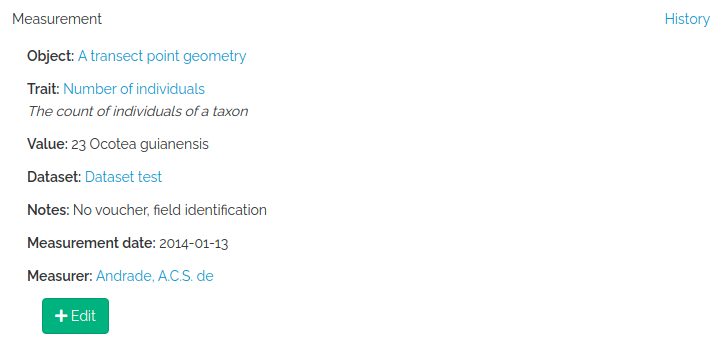 Measurement History
Object: A transect point geometry
Trait: Number of individuals
The count of individuals of a taxon
Value: 23 Ocotea guianensis
Dataset: Dataset test
Notes: No voucher, field identification
Measurement date: 2014-01-13
Measurer: Andrade, A.C.S. de
Edit